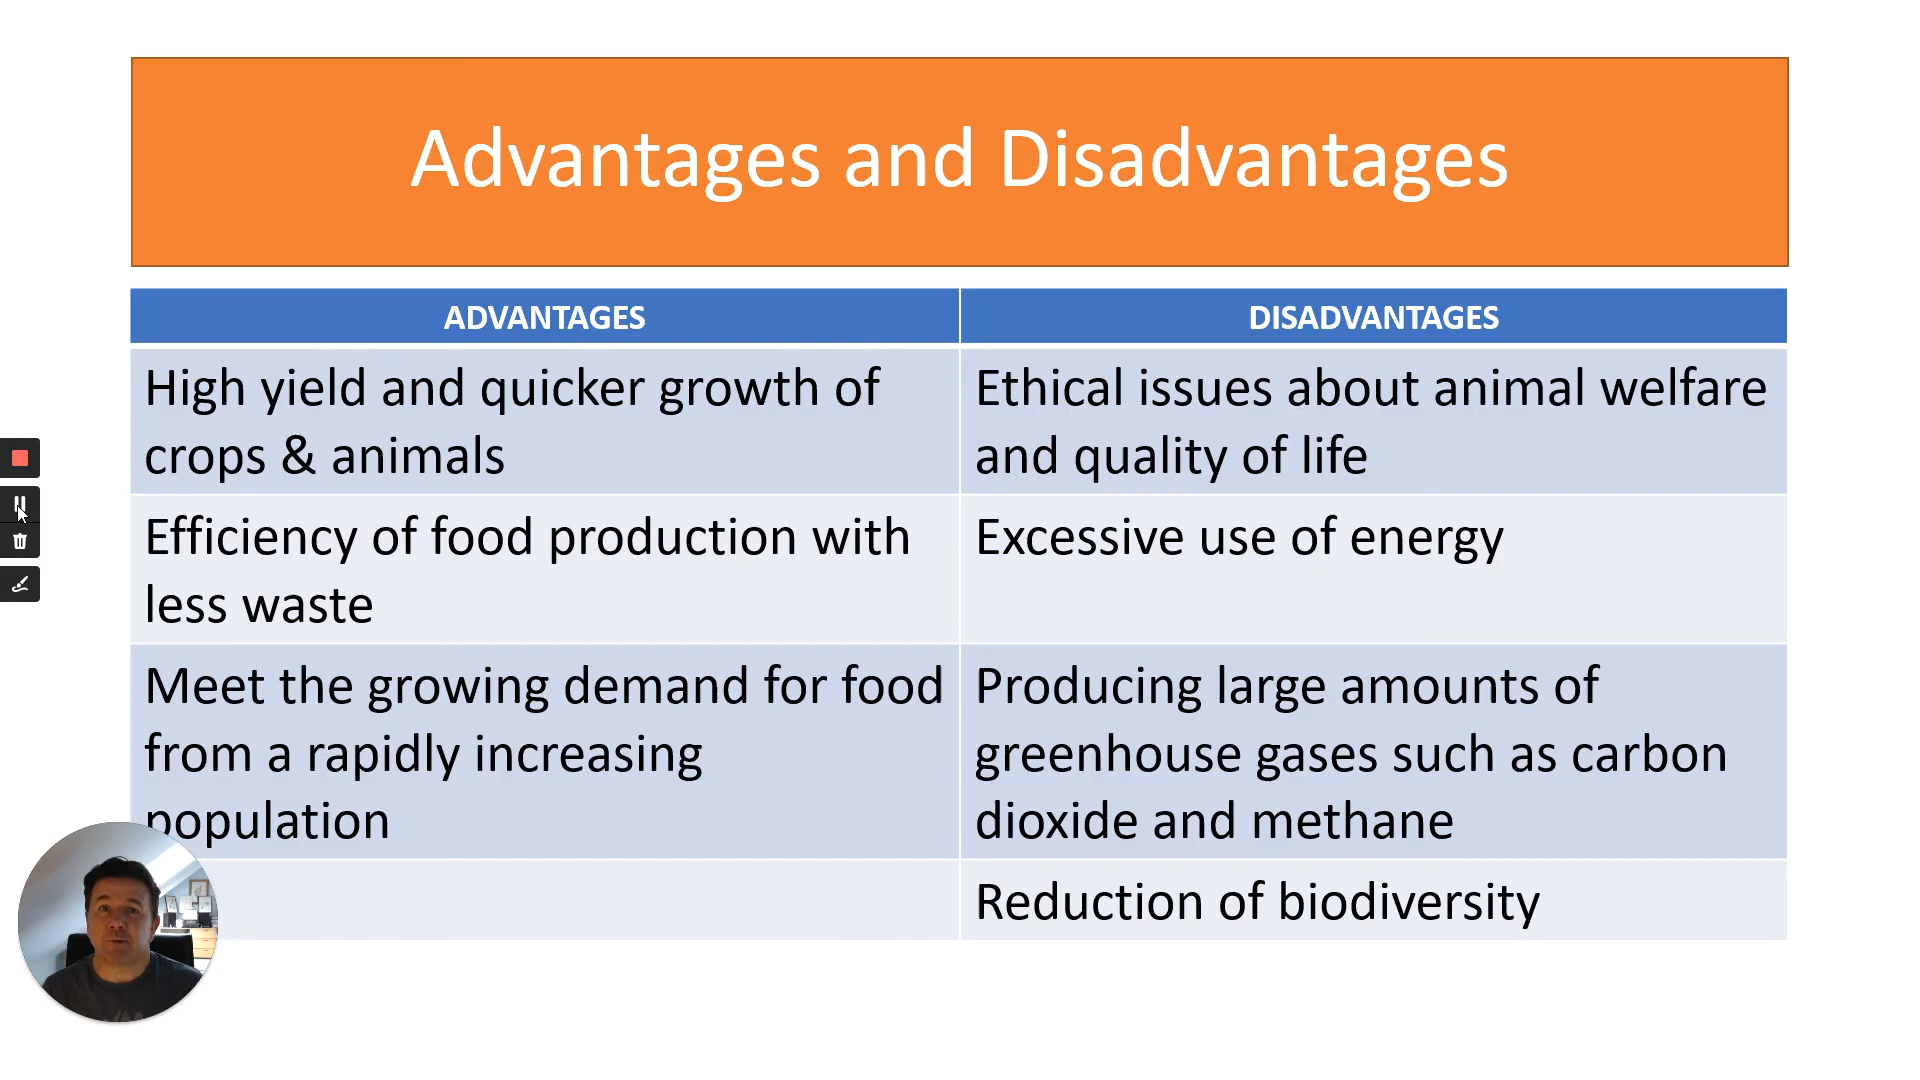 Advantages and Disadvantages
ADVANTAGES
DISADVANTAGES
High yield and quicker growth of
crops & animals
Ethical issues about animal welfare
and quality of life
Efficiency of food production with
less waste
Excessive use of energy
Meet the growing demand for food
from a rapidly increasing
population
Producing large amounts of
greenhouse gases such as carbon
dioxide and methane
Reduction of biodiversity